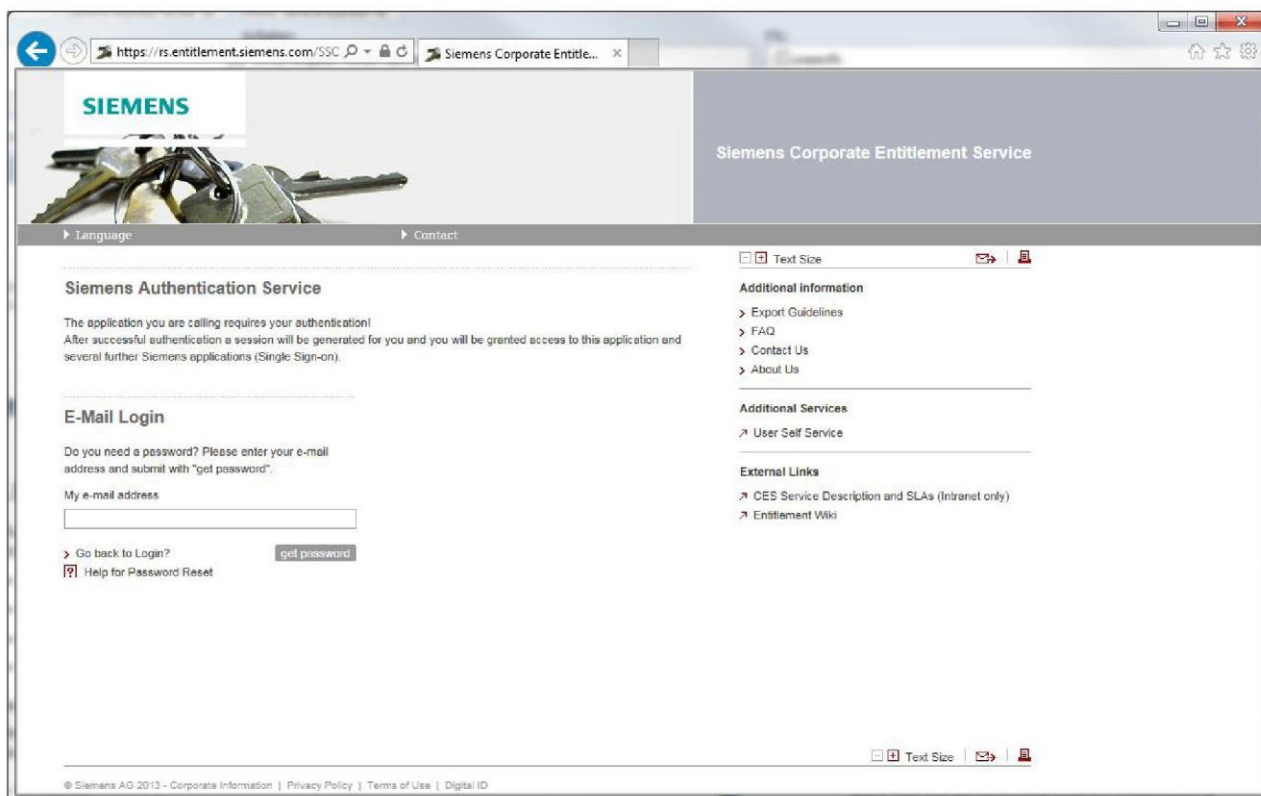 https://rs.entitlement.siemens.com/SSC
Siemens Corporate Entitle...
SIEMENS
Siemens Corporate Entitlement Service
Language
Contact
Text Size
Siemens Authentication Service
The application you are calling requires your authentication!
After successful authentication a session will be generated for you and you will be granted access to this application and
several further Siemens applications (Single Sign-on).
E-Mail Login
Do you need a password? Please enter your e-mail
address and submit with "get password".
My e-mail address
Go back to Login?
get password
Help for Password Reset
Additional information
Export Guidelines
FAQ
Contact Us
About Us
Additional Services
User Self Service
External Links
CES Service Description and SLAs (Intranet only)
Entitlement Wiki
Text Size
© Siemens AG 2013 - Corporate Information | Privacy Policy | Terms of Use | Digital ID